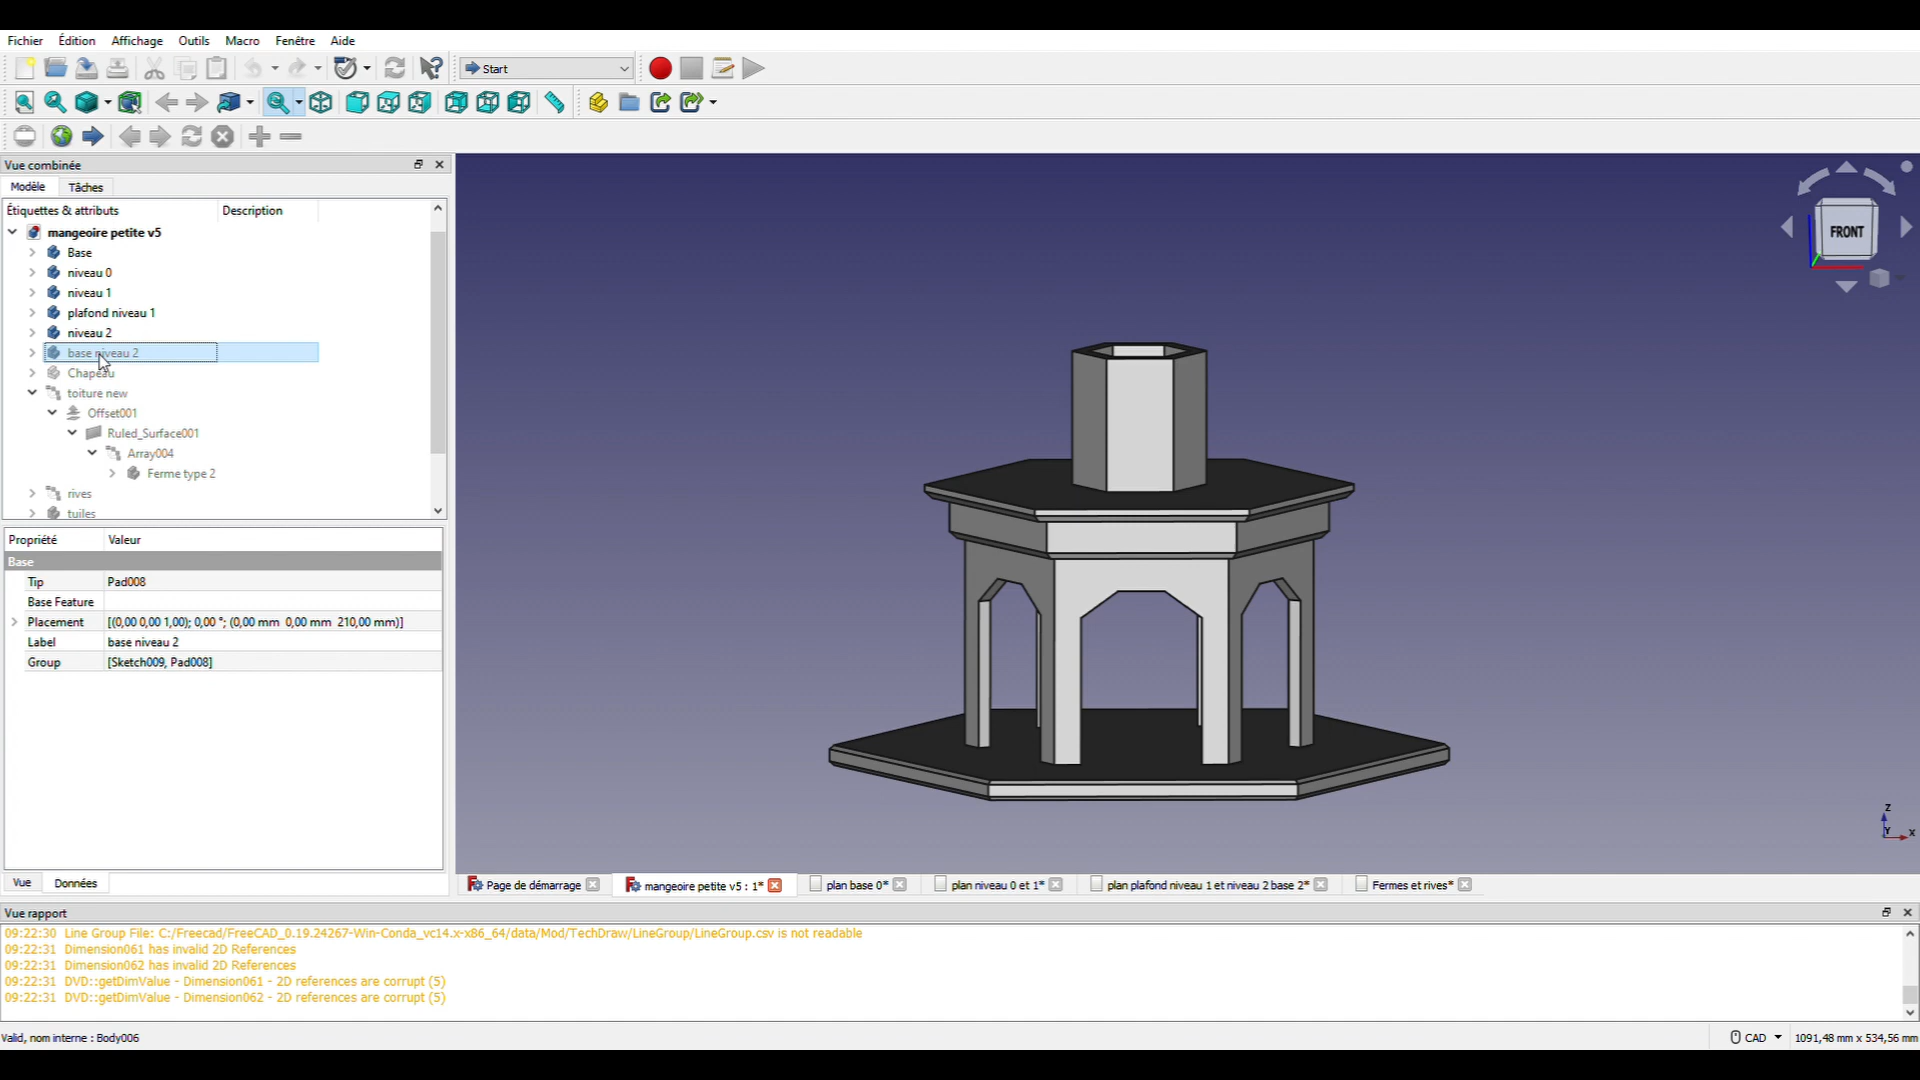 Fichier Édition Affichage Outils Macro Fenêtre Aide
Start
Vue combinée
Modèle Tâches
Étiquettes & attributs Description
mangeoire petite v5
Base
niveau 0
niveau 1
plafond niveau 1
niveau 2
base niveau 2
Chapeau
toiture new
Offset001
Ruled_Surface001
Array004
Ferme type 2
rives
tuiles
FRONT
Propriété Valeur
Base
Tip Pad008
Base Feature
Placement [(0,00 0,00 1,00); 0,00 °; (0,00 mm 0,00 mm 210,00 mm)]
Label base niveau 2
Group [Sketch009, Pad008]
Z
Y X
Vue Données
Page de démarrage mangeoire petite v5 : 1* plan base 0* plan niveau 0 et 1* plan plafond niveau 1 et niveau 2 base 2* Fermes et rives*
Vue rapport
09:22:30 Line Group File: C:/Freecad/FreeCAD_0.19.24267-Win-Conda_vc14.x-x86_64/data/Mod/TechDraw/LineGroup/LineGroup.csv is not readable
09:22:31 Dimension061 has invalid 2D References
09:22:31 Dimension062 has invalid 2D References
09:22:31 DVD::getDimValue - Dimension061 - 2D references are corrupt (5)
09:22:31 DVD::getDimValue - Dimension062 - 2D references are corrupt (5)
Valid, nom interne : Body006 CAD 1091,48 mm x 534,56 mm